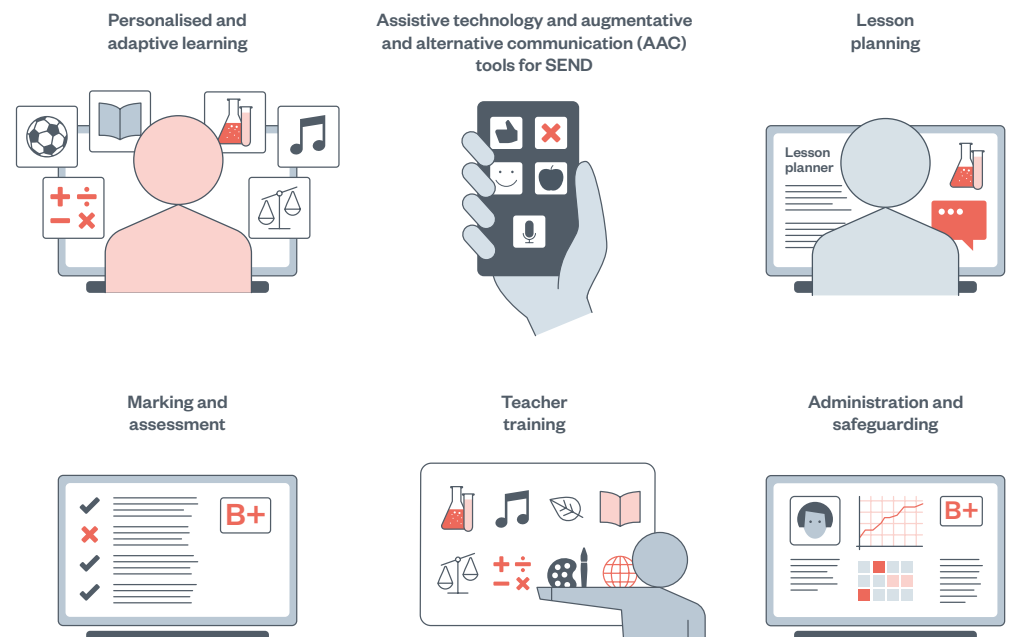 Personalised and
adaptive learning
Assistive technology and augmentative
and alternative communication (AAC)
tools for SEND
Lesson
planning
Lesson
planner
Marking and
assessment
B+
Teacher
training
Administration and
safeguarding
B+